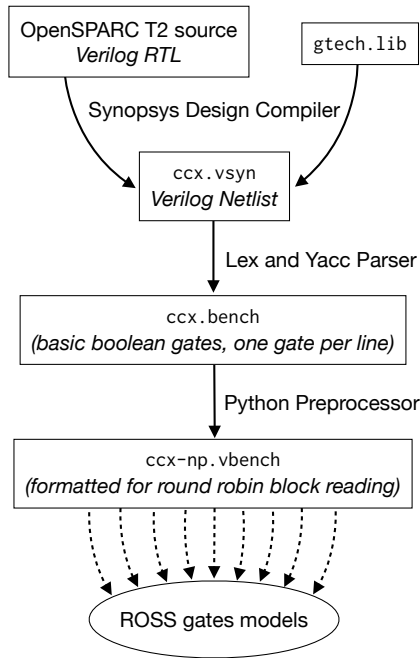 OpenSPARC T2 source
Verilog RTL
gtech.lib
Synopsys Design Compiler
ccx.vsyn
Verilog Netlist
Lex and Yacc Parser
ccx.bench
(basic boolean gates, one gate per line)
Python Preprocessor
ccx-np.vbench
(formatted for round robin block reading)
ROSS gates models